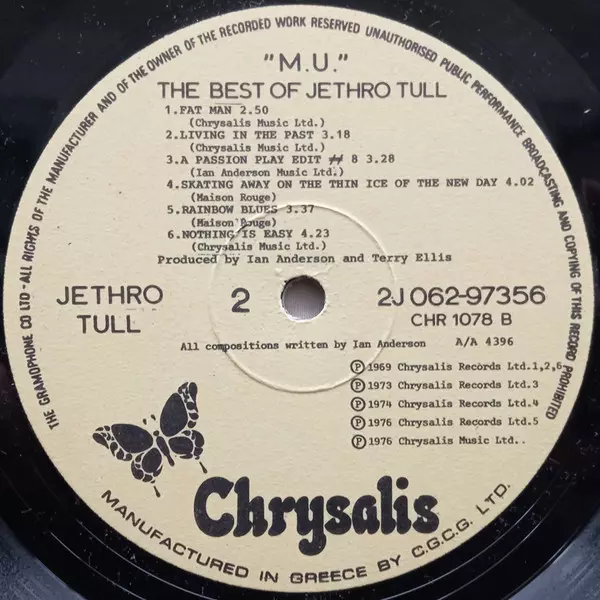 THE GRAMOPHONE CO LTD - ALL RIGHTS OF THE MANUFACTURER AND OF THE OWNER OF THE RECORDED WORK RESERVED UNAUTHORISED PUBLIC PERFORMANCE BROADCASTING AND COPYING OF THIS RECORD PROHIBITED
"M.U."
THE BEST OF JETHRO TULL
1.FAT MAN 2.50
(Chrysalis Music Ltd.)
2.LIVING IN THE PAST 3.18
(Chrysalis Music Ltd.)
3.A PASSION PLAY EDIT # 8 3.28
(Ian Anderson Music Ltd.)
4.SKATING AWAY ON THE THIN ICE OF THE NEW DAY 4.02
(Maison Rouge)
5.RAINBOW BLUES 3.37
(Maison Rouge)
6.NOTHING IS EASY 4.23
(Chrysalis Music Ltd.)
Produced by Ian Anderson and Terry Ellis
JETHRO
TULL
2
2J 062-97356
CHR 1078 B
All compositions written by Ian Anderson A/A 4396
Ⓟ 1969 Chrysalis Records Ltd.1,2,6
Ⓟ 1973 Chrysalis Records Ltd.3
Ⓟ 1974 Chrysalis Records Ltd.4
Ⓟ 1976 Chrysalis Records Ltd.5
Ⓟ 1976 Chrysalis Music Ltd..
Chrysalis
MANUFACTURED IN GREECE BY C.G.C.G. LTD.